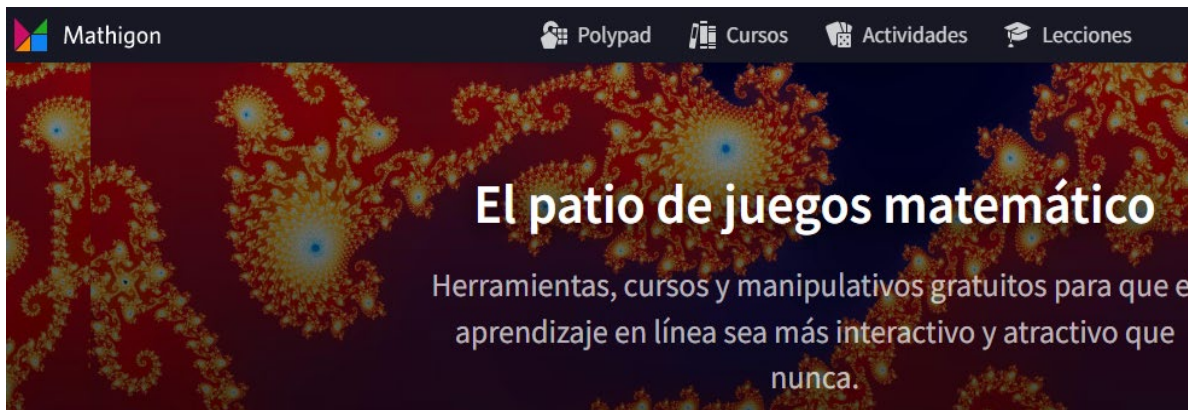 Mathigon Polypad Cursos Actividades Lecciones
El patio de juegos matemático
Herramientas, cursos y manipulativos gratuitos para que e
aprendizaje en línea sea más interactivo y atractivo que
nunca.